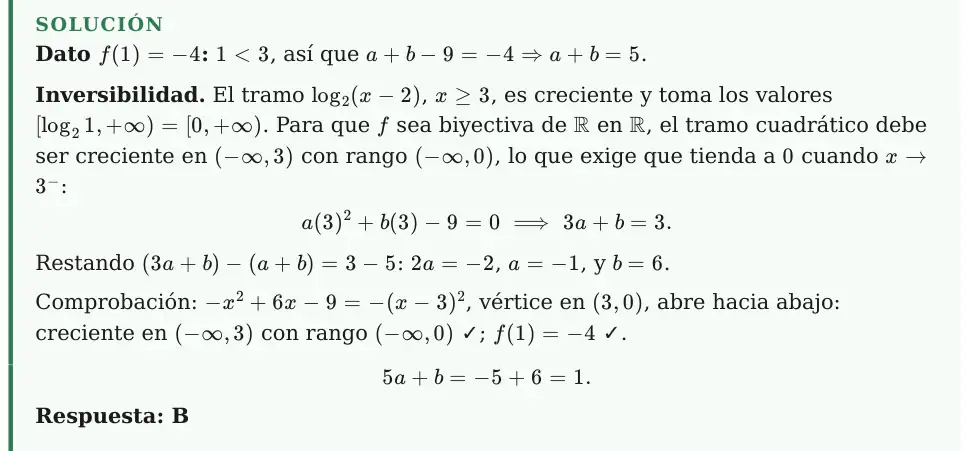 SOLUCIÓN
Dato f(1) = −4: 1 < 3, así que a + b − 9 = −4 ⇒ a + b = 5.
Inversibilidad. El tramo log₂(x − 2), x ≥ 3, es creciente y toma los valores
[log₂ 1, +∞) = [0, +∞). Para que f sea biyectiva de ℝ en ℝ, el tramo cuadrático debe
ser creciente en (−∞, 3) con rango (−∞, 0), lo que exige que tienda a 0 cuando x →
3⁻:
a(3)² + b(3) − 9 = 0 ⟹ 3a + b = 3.
Restando (3a + b) − (a + b) = 3 − 5: 2a = −2, a = −1, y b = 6.
Comprobación: −x² + 6x − 9 = −(x − 3)², vértice en (3, 0), abre hacia abajo:
creciente en (−∞, 3) con rango (−∞, 0) ✓; f(1) = −4 ✓.
5a + b = −5 + 6 = 1.
Respuesta: B